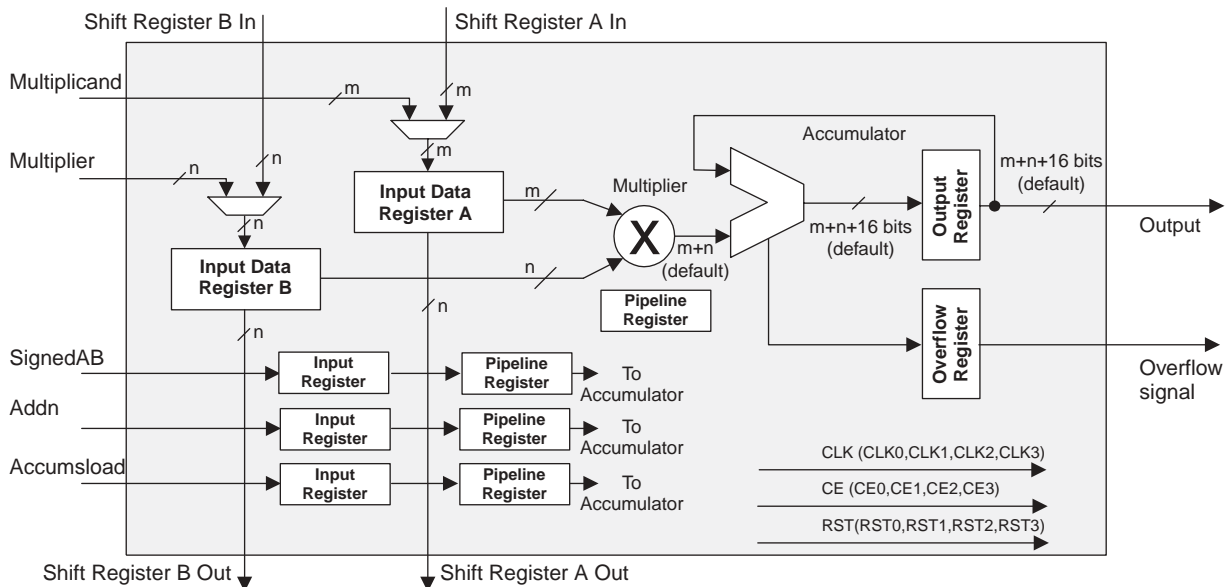 Shift Register B In
Shift Register A In
Multiplicand
m
m
Multiplier
n
n
m
n
Input Data
Register A
Input Data
Register B
m
n
n
n
Multiplier
X
m+n
(default)
Pipeline
Register
Accumulator
m+n+16 bits
(default)
Output
Register
m+n+16 bits
(default)
Output
Overflow
Register
Overflow
signal
SignedAB
Input
Register
Pipeline
Register
To
Accumulator
Addn
Input
Register
Pipeline
Register
To
Accumulator
Accumsload
Input
Register
Pipeline
Register
To
Accumulator
CLK (CLK0,CLK1,CLK2,CLK3)
CE (CE0,CE1,CE2,CE3)
RST(RST0,RST1,RST2,RST3)
Shift Register B Out
Shift Register A Out